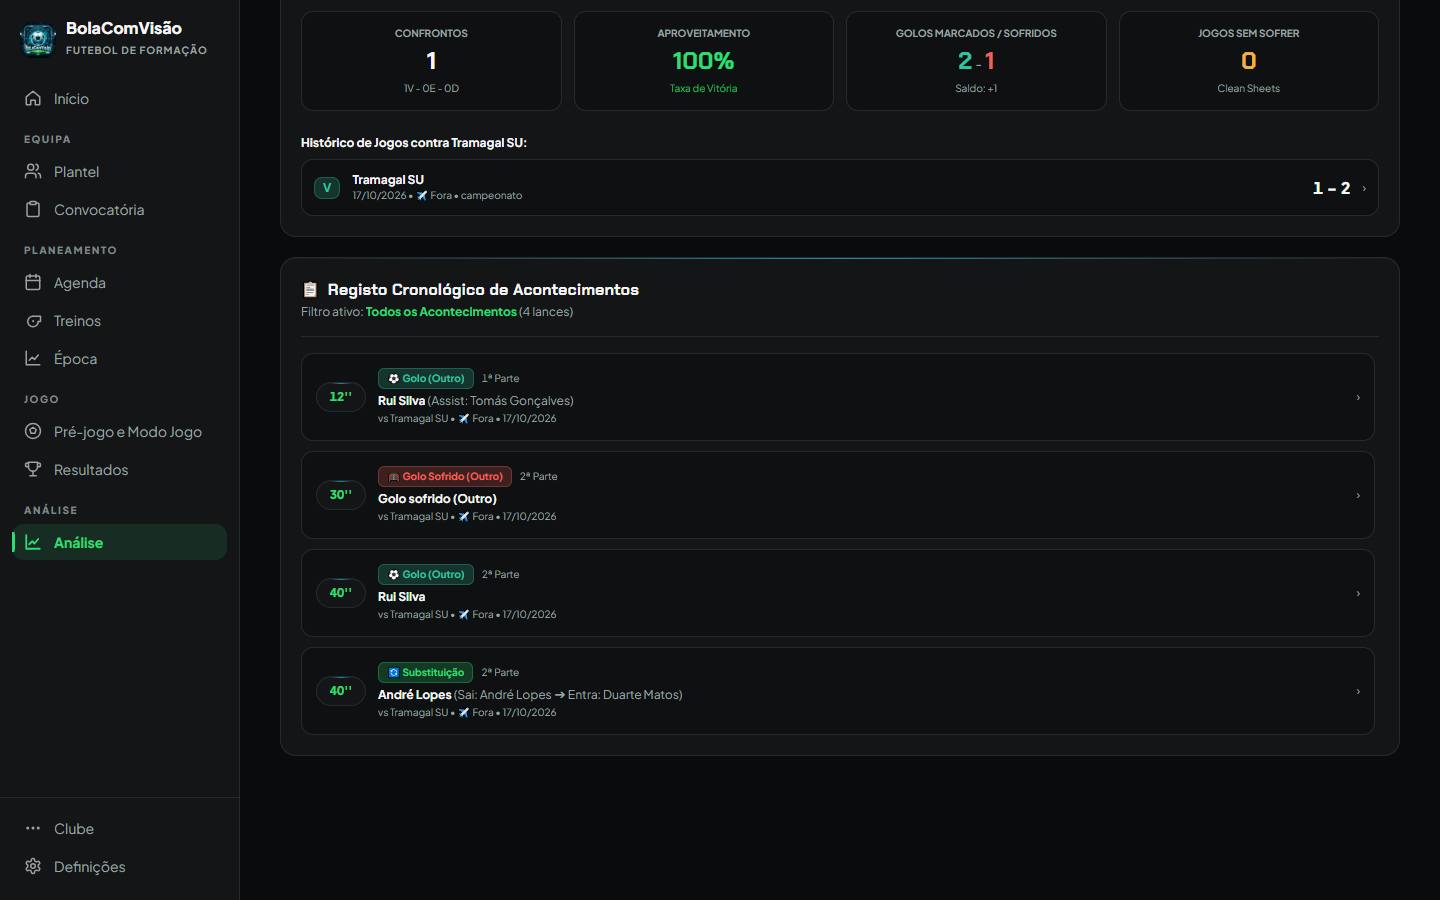 BolaComVisão
FUTEBOL DE FORMAÇÃO
Início
EQUIPA
Plantel
Convocatória
PLANEAMENTO
Agenda
Treinos
Época
JOGO
Pré-jogo e Modo Jogo
Resultados
ANÁLISE
Análise
Clube
Definições
CONFRONTOS
1
1V - 0E - 0D
APROVEITAMENTO
100%
Taxa de Vitória
GOLOS MARCADOS / SOFRIDOS
2 - 1
Saldo: +1
JOGOS SEM SOFRER
0
Clean Sheets
Histórico de Jogos contra Tramagal SU:
V
Tramagal SU
17/10/2026 • ✈️ Fora • campeonato
1 – 2 ›
📋 Registo Cronológico de Acontecimentos
Filtro ativo: Todos os Acontecimentos (4 lances)
12''
⚽ Golo (Outro) 1ª Parte
Rui Silva (Assist: Tomás Gonçalves)
vs Tramagal SU • ✈️ Fora • 17/10/2026
›
30''
🥅 Golo Sofrido (Outro) 2ª Parte
Golo sofrido (Outro)
vs Tramagal SU • ✈️ Fora • 17/10/2026
›
40''
⚽ Golo (Outro) 2ª Parte
Rui Silva
vs Tramagal SU • ✈️ Fora • 17/10/2026
›
40''
🔄 Substituição 2ª Parte
André Lopes (Sai: André Lopes ➔ Entra: Duarte Matos)
vs Tramagal SU • ✈️ Fora • 17/10/2026
›